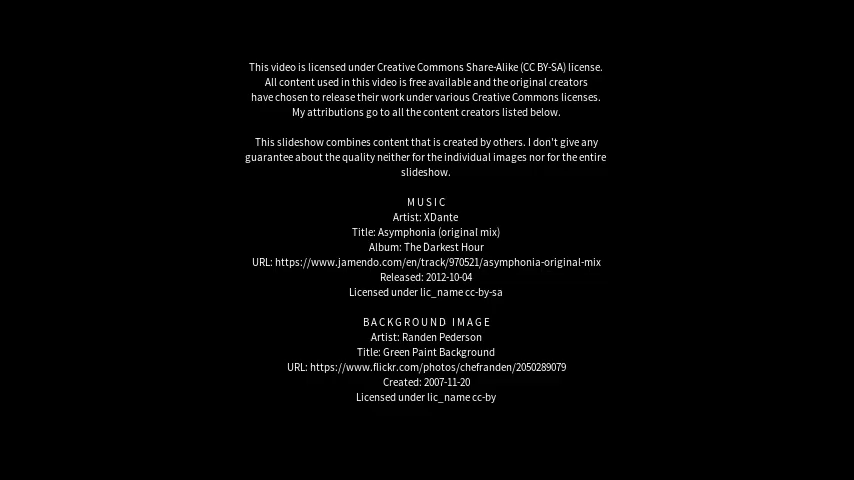 This video is licensed under Creative Commons Share-Alike (CC BY-SA) license.
All content used in this video is free available and the original creators
have chosen to release their work under various Creative Commons licenses.
My attributions go to all the content creators listed below.
This slideshow combines content that is created by others. I don't give any
guarantee about the quality neither for the individual images nor for the entire
slideshow.
MUSIC
Artist: XDante
Title: Asymphonia (original mix)
Album: The Darkest Hour
URL: https://www.jamendo.com/en/track/970521/asymphonia-original-mix
Released: 2012-10-04
Licensed under lic_name cc-by-sa
BACKGROUND IMAGE
Artist: Randen Pederson
Title: Green Paint Background
URL: https://www.flickr.com/photos/chefranden/2050289079
Created: 2007-11-20
Licensed under lic_name cc-by